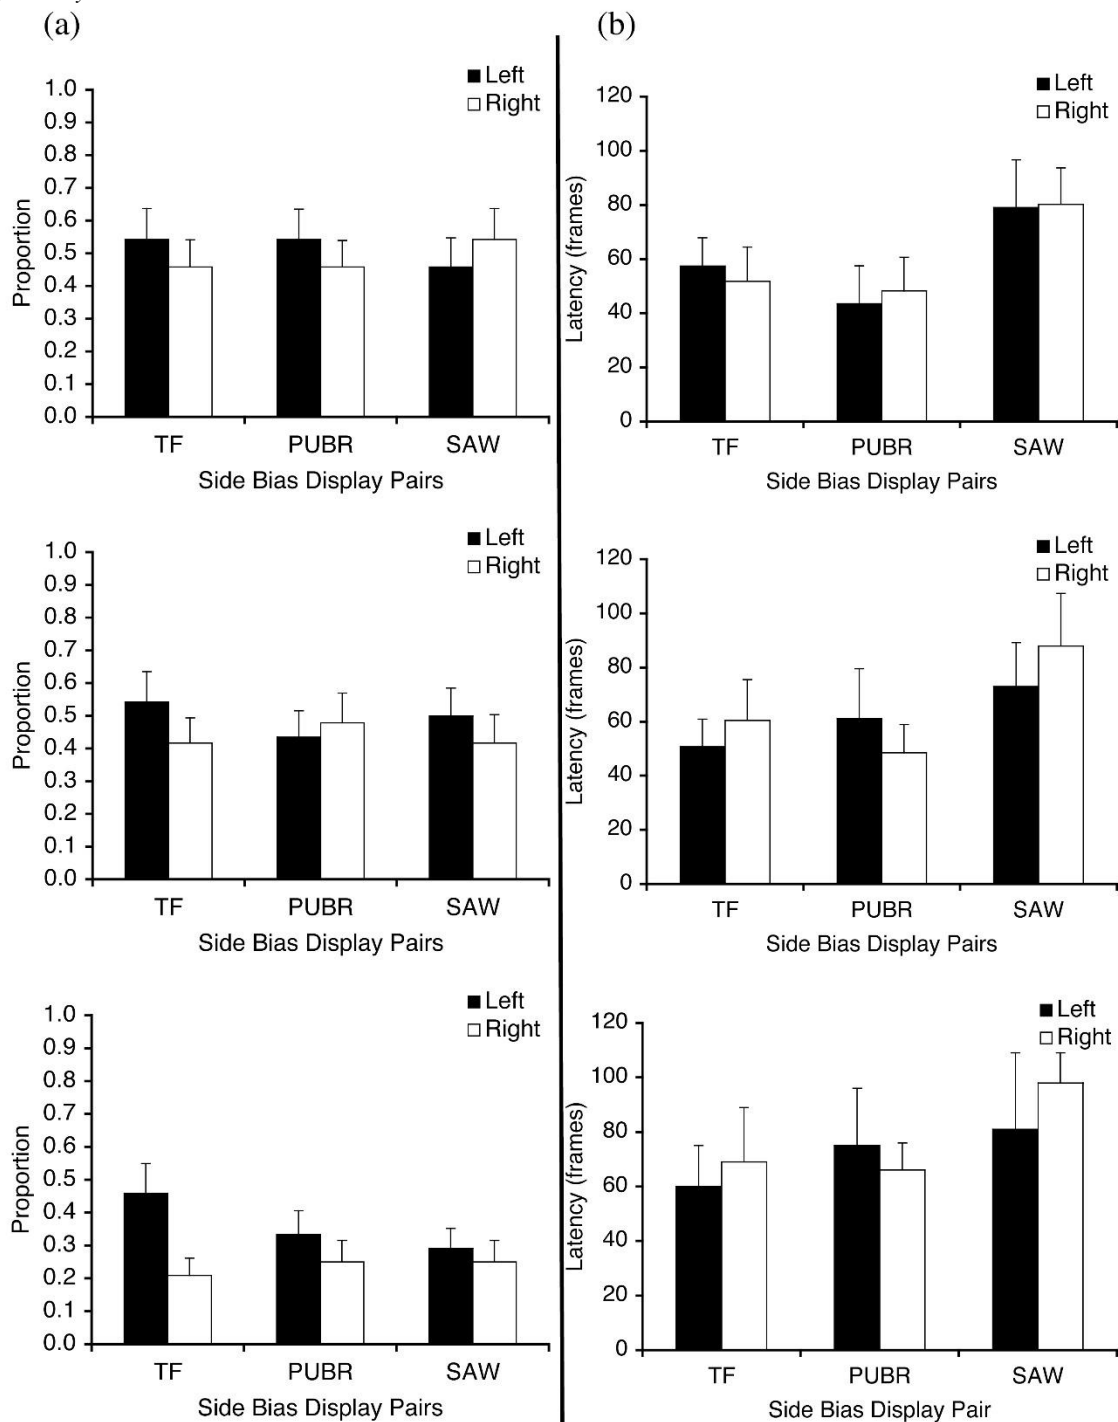 (a)
Left
Right
1.0
0.9
0.8
0.7
0.6
0.5
0.4
0.3
0.2
0.1
0.0
Proportion
TF PUBR SAW
Side Bias Display Pairs
Left
Right
1.0
0.9
0.8
0.7
0.6
0.5
0.4
0.3
0.2
0.1
0.0
Proportion
TF PUBR SAW
Side Bias Display Pairs
Left
Right
1.0
0.9
0.8
0.7
0.6
0.5
0.4
0.3
0.2
0.1
0.0
Proportion
TF PUBR SAW
Side Bias Display Pairs
(b)
Left
Right
120
100
80
60
40
20
0
Latency (frames)
TF PUBR SAW
Side Bias Display Pairs
Left
Right
120
100
80
60
40
20
0
Latency (frames)
TF PUBR SAW
Side Bias Display Pairs
Left
Right
120
100
80
60
40
20
0
Latency (frames)
TF PUBR SAW
Side Bias Display Pair